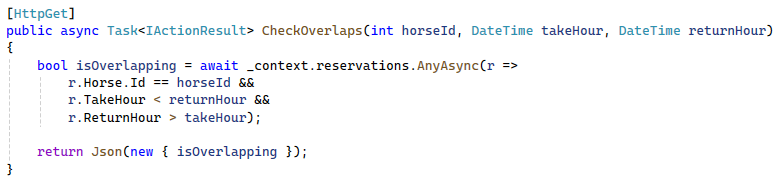 [HttpGet]
public async Task<IActionResult> CheckOverlaps(int horseId, DateTime takeHour, DateTime returnHour)
{
    bool isOverlapping = await _context.reservations.AnyAsync(r =>
        r.Horse.Id == horseId &&
        r.TakeHour < returnHour &&
        r.ReturnHour > takeHour);

    return Json(new { isOverlapping });
}